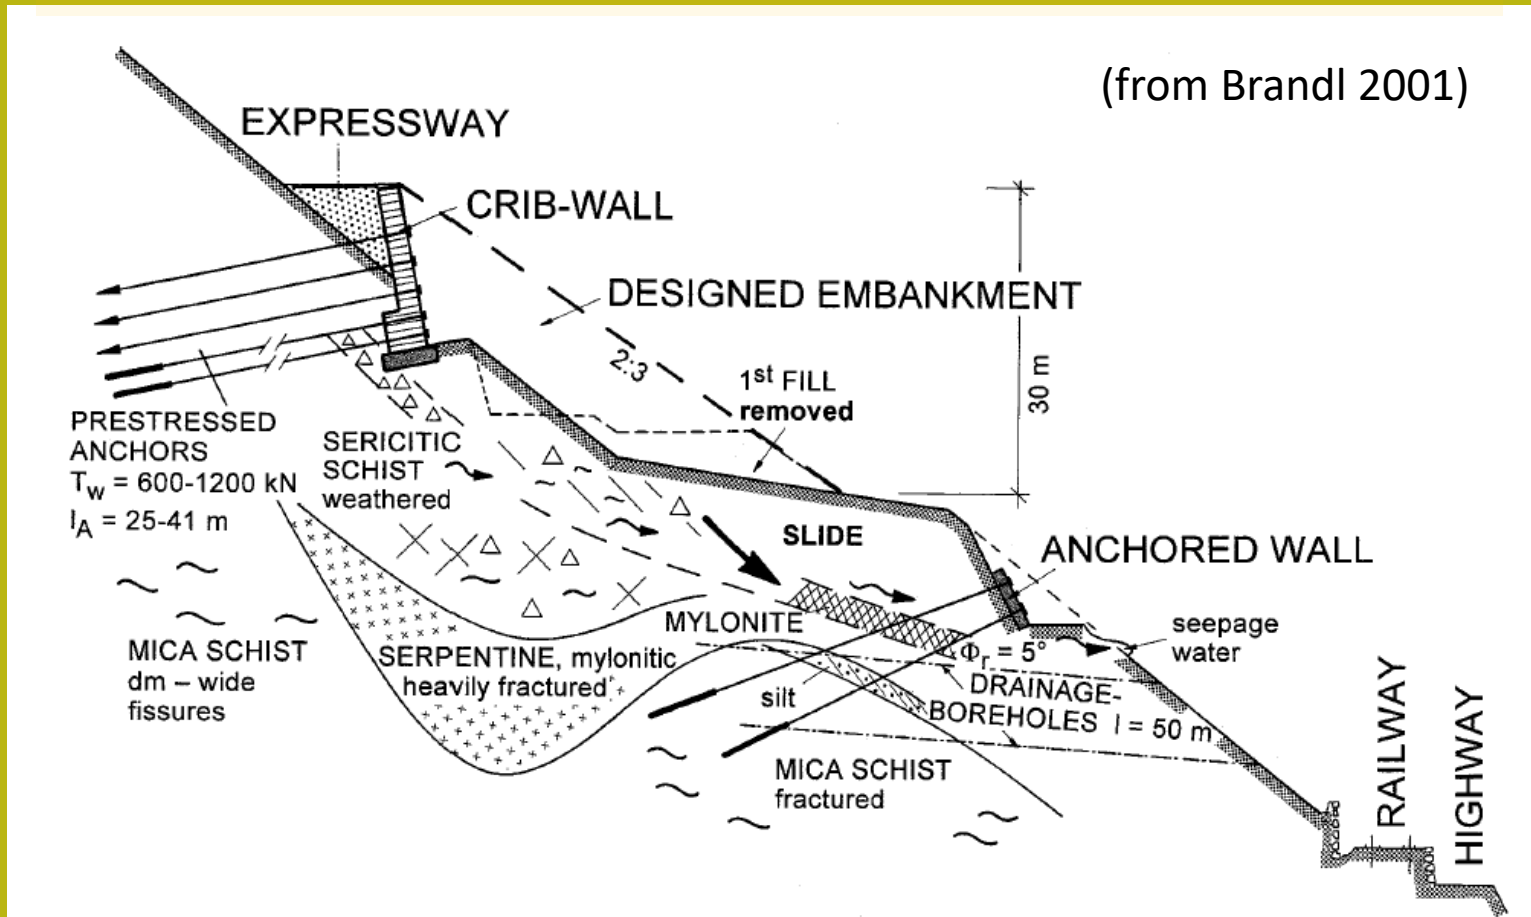 (from Brandl 2001)
EXPRESSWAY
CRIB-WALL
DESIGNED EMBANKMENT
2:3
1st FILL
removed
30 m
PRESTRESSED
ANCHORS
Tw = 600-1200 kN
lA = 25-41 m
SERICITIC
SCHIST
weathered
SLIDE
ANCHORED WALL
MICA SCHIST
dm – wide
fissures
SERPENTINE, mylonitic
heavily fractured
MYLONITE
Φr = 5°
seepage
water
silt
DRAINAGE-
BOREHOLES l = 50 m
MICA SCHIST
fractured
RAILWAY
HIGHWAY